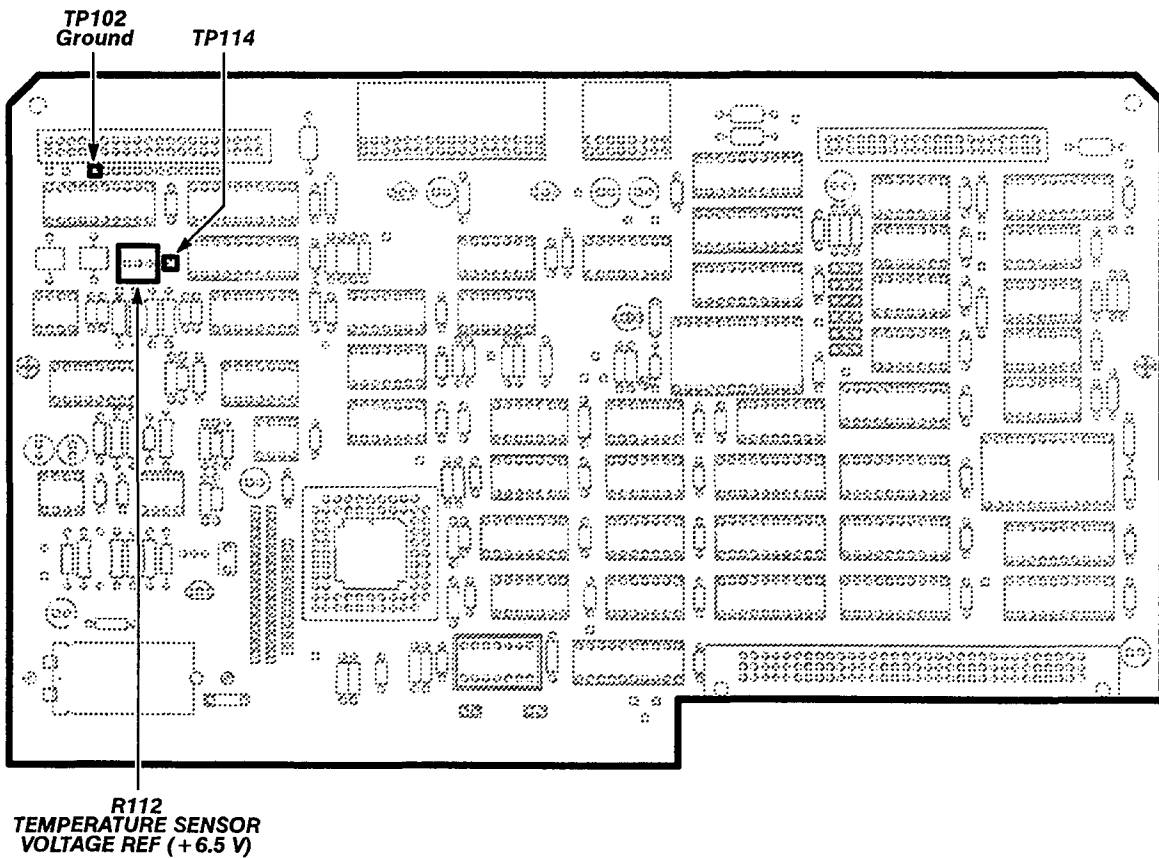 TP102
Ground
TP114
R112
TEMPERATURE SENSOR
VOLTAGE REF (+6.5 V)